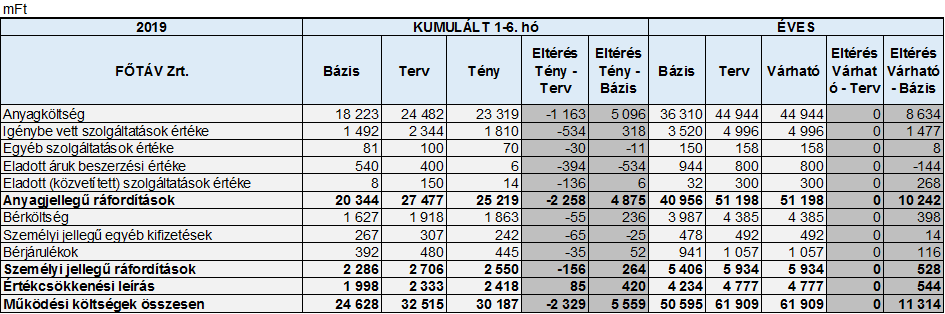 mFt
2019 KUMULÁLT 1-6. hó ÉVES
FŐTÁV Zrt. Bázis Terv Tény Eltérés Tény - Terv Eltérés Tény - Bázis Bázis Terv Várható Eltérés Várható - Terv Eltérés Várható - Bázis
Anyagköltség 18 223 24 482 23 319 -1 163 5 096 36 310 44 944 44 944 0 8 634
Igénybe vett szolgáltatások értéke 1 492 2 344 1 810 -534 318 3 520 4 996 4 996 0 1 477
Egyéb szolgáltatások értéke 81 100 70 -30 -11 150 158 158 0 8
Eladott áruk beszerzési értéke 540 400 6 -394 -534 944 800 800 0 -144
Eladott (közvetített) szolgáltatások értéke 8 150 14 -136 6 32 300 300 0 268
Anyagjellegű ráfordítások 20 344 27 477 25 219 -2 258 4 875 40 956 51 198 51 198 0 10 242
Bérköltség 1 627 1 918 1 863 -55 236 3 987 4 385 4 385 0 398
Személyi jellegű egyéb kifizetések 267 307 242 -65 -25 478 492 492 0 14
Bérjárulékok 392 480 445 -35 52 941 1 057 1 057 0 116
Személyi jellegű ráfordítások 2 286 2 706 2 550 -156 264 5 406 5 934 5 934 0 528
Értékcsökkenési leírás 1 998 2 333 2 418 85 420 4 234 4 777 4 777 0 544
Működési költségek összesen 24 628 32 515 30 187 -2 329 5 559 50 595 61 909 61 909 0 11 314